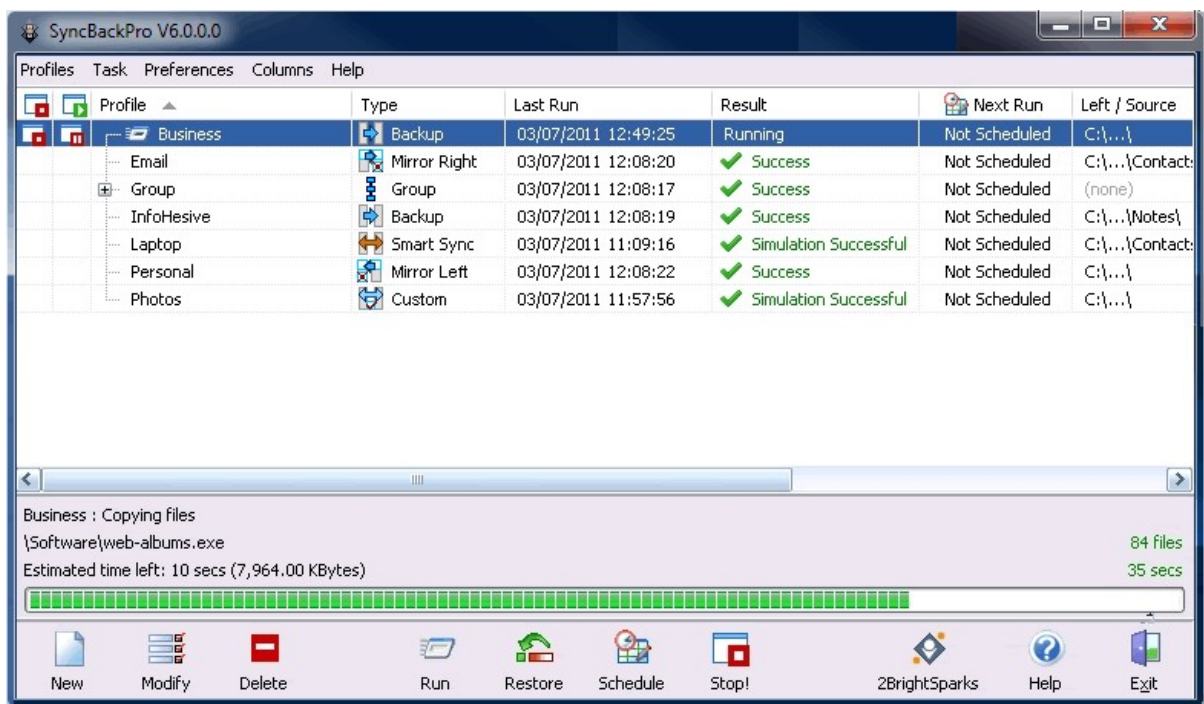 SyncBackPro V6.0.0.0
Profiles Task Preferences Columns Help
Profile Type Last Run Result Next Run Left / Source
Business Backup 03/07/2011 12:49:25 Running Not Scheduled C:\...\
Email Mirror Right 03/07/2011 12:08:20 Success Not Scheduled C:\...\Contacts
Group Group 03/07/2011 12:08:17 Success Not Scheduled (none)
InfoHesive Backup 03/07/2011 12:08:19 Success Not Scheduled C:\...\Notes\
Laptop Smart Sync 03/07/2011 11:09:16 Simulation Successful Not Scheduled C:\...\Contacts
Personal Mirror Left 03/07/2011 12:08:22 Success Not Scheduled C:\...\
Photos Custom 03/07/2011 11:57:56 Simulation Successful Not Scheduled C:\...\
Business : Copying files
\Software\web-albums.exe 84 files
Estimated time left: 10 secs (7,964.00 KBytes) 35 secs
New Modify Delete Run Restore Schedule Stop! 2BrightSparks Help Exit